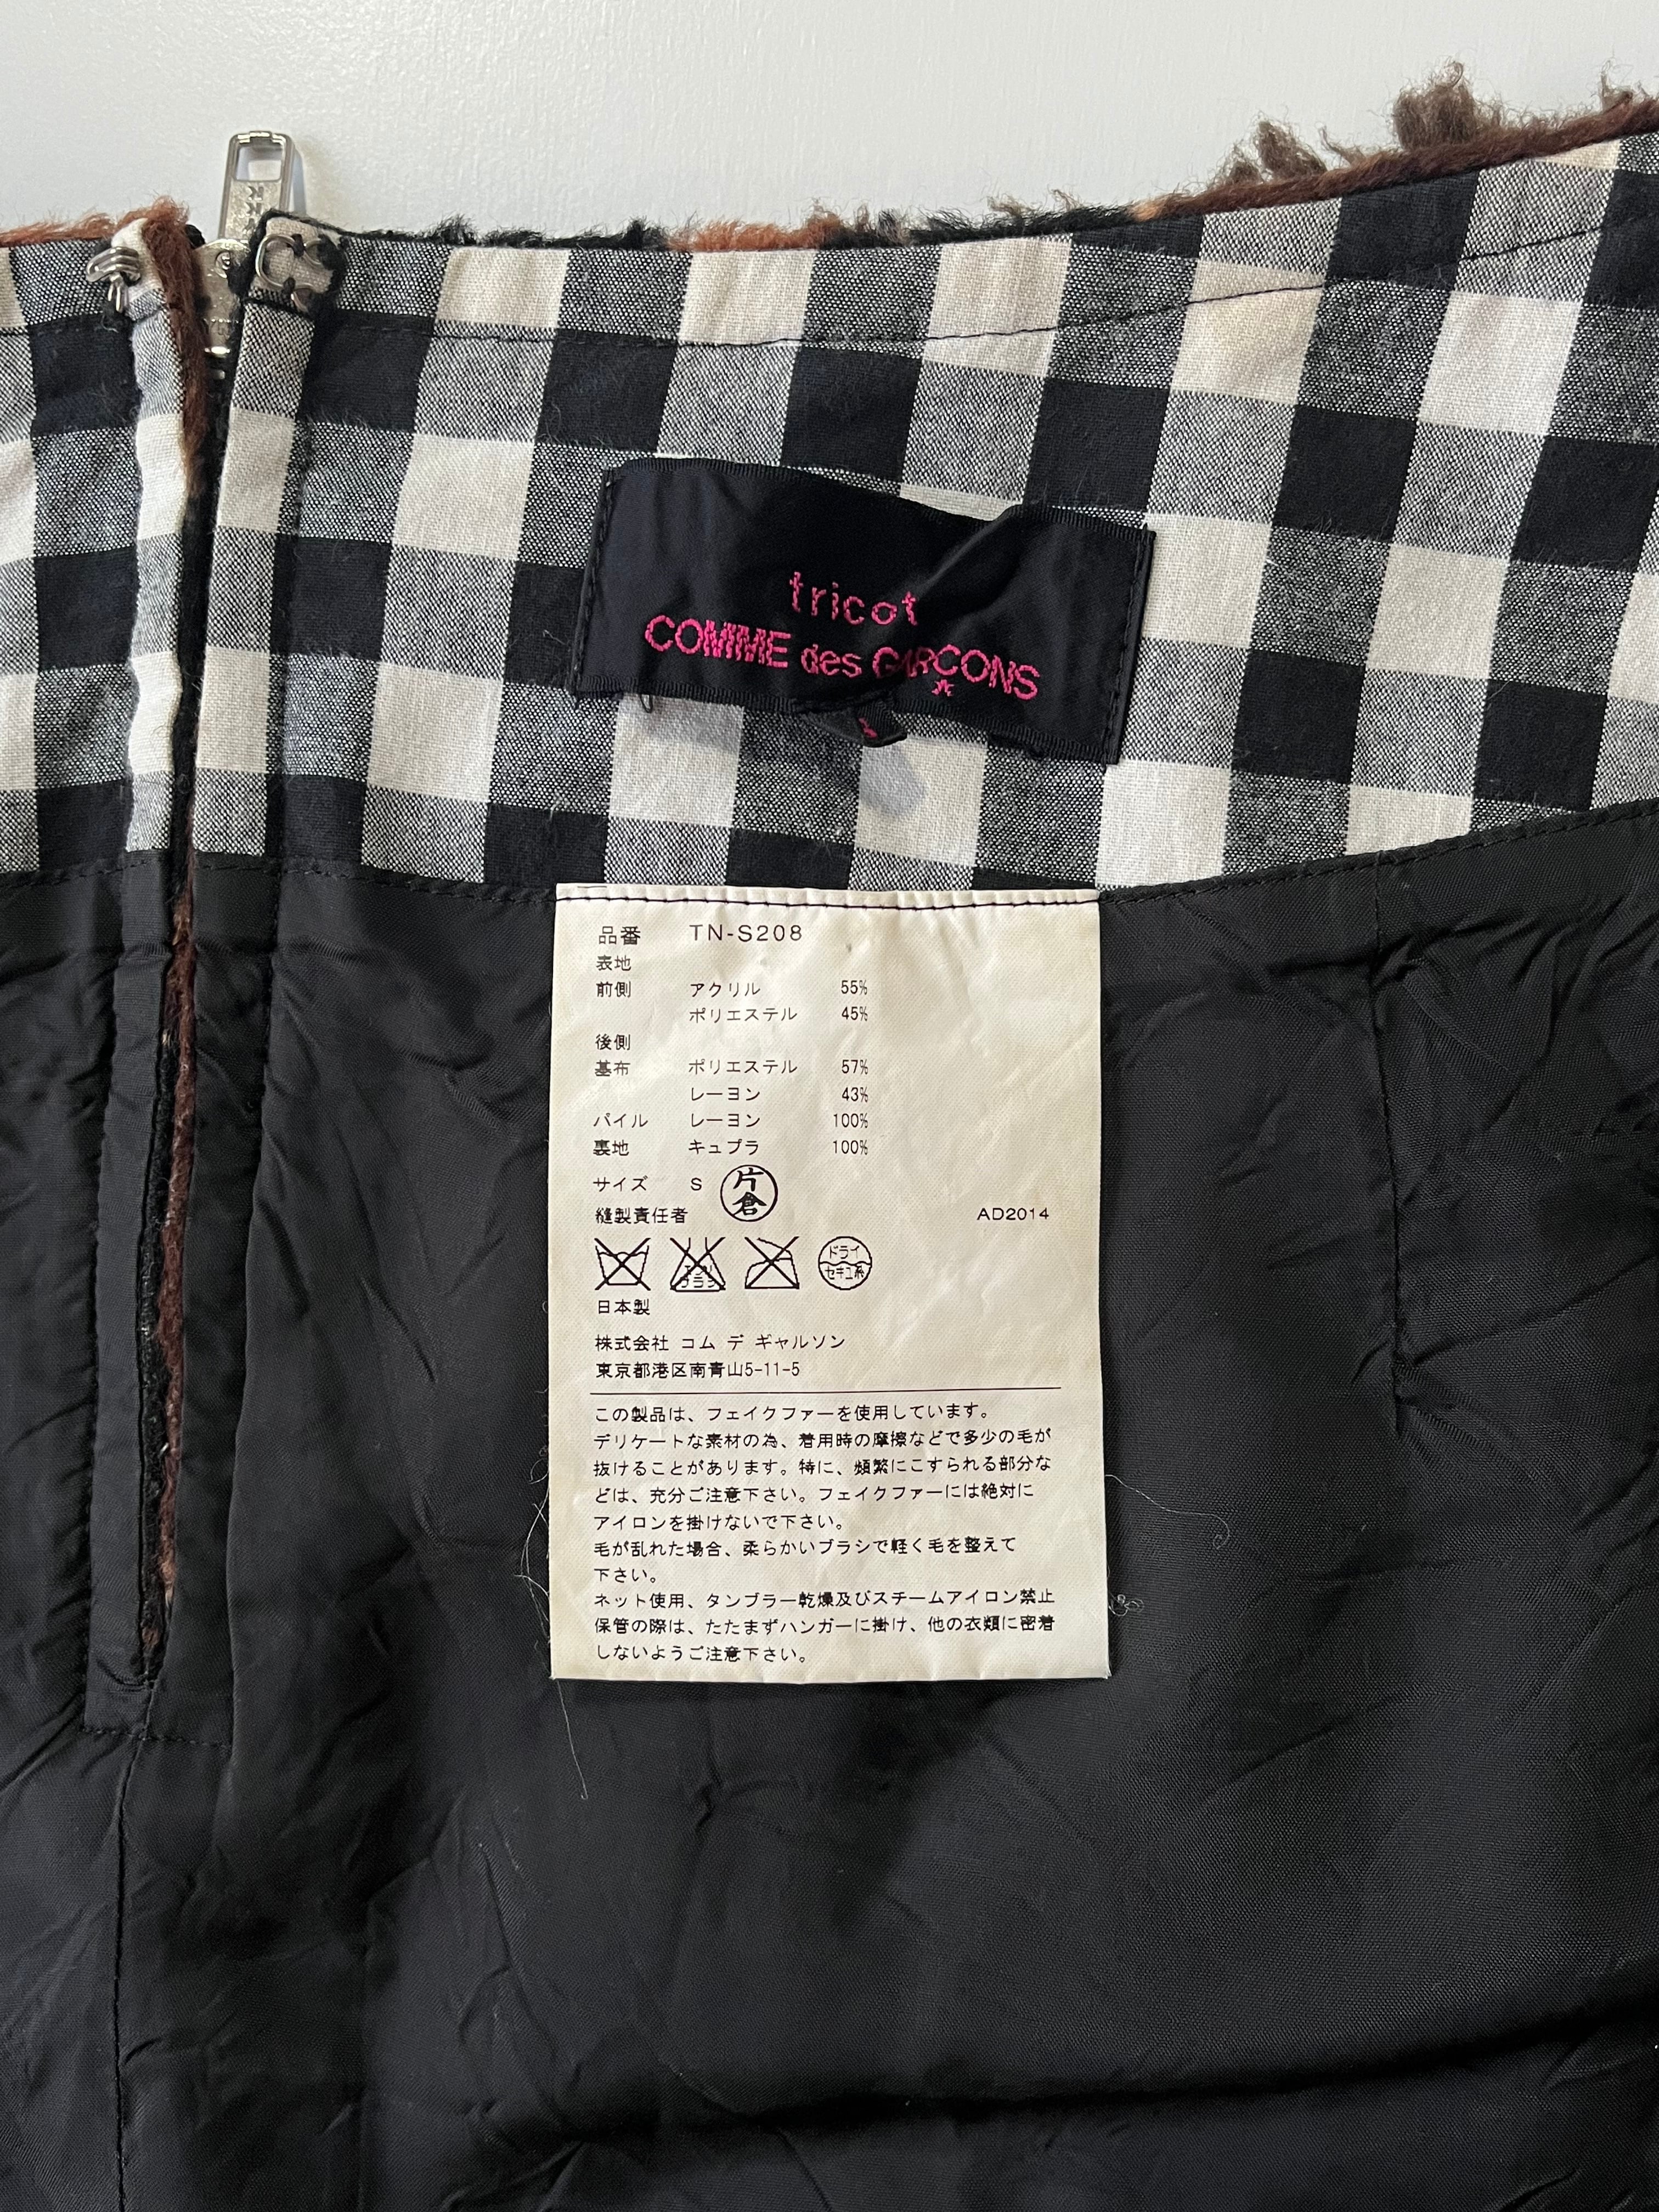 tricot
COMME des GARÇONS
品番 TN-S208
表地
前側 アクリル 55%
ポリエステル 45%
後側
基布 ポリエステル 57%
レーヨン 43%
パイル レーヨン 100%
裏地 キュプラ 100%
サイズ S 片倉
縫製責任者 AD2014
ドライ
セキユ系
日本製
株式会社 コム デ ギャルソン
東京都港区南青山5-11-5
この製品は、フェイクファーを使用しています。
デリケートな素材の為、着用時の摩擦などで多少の毛が
抜けることがあります。特に、頻繁にこすられる部分な
どは、充分ご注意下さい。フェイクファーには絶対に
アイロンを掛けないで下さい。
毛が乱れた場合、柔らかいブラシで軽く毛を整えて
下さい。
ネット使用、タンブラー乾燥及びスチームアイロン禁止
保管の際は、たたまずハンガーに掛け、他の衣類に密着
しないようご注意下さい。